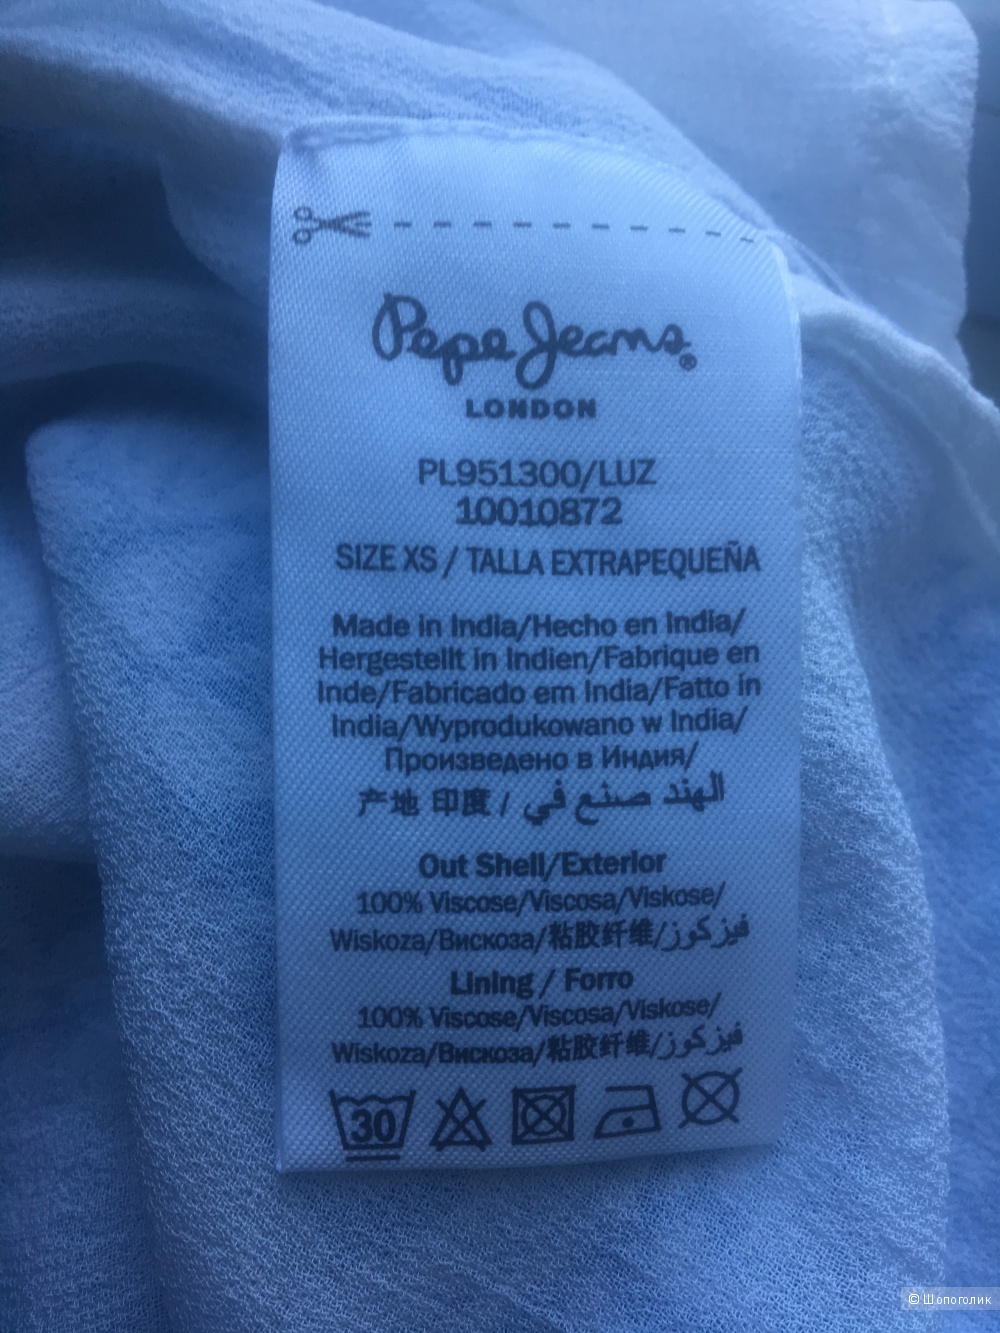 Pepe Jeans®
LONDON
PL951300/LUZ
10010872
SIZE XS / TALLA EXTRAPEQUEÑA
Made in India/Hecho en India/
Hergestellt in Indien/Fabrique en
Inde/Fabricado em India/Fatto in
India/Wyprodukowano w India/
Произведено в Индия/
产地 印度 / الهند صنع في
Out Shell/Exterior
100% Viscose/Viscosa/Viskose/
Wiskoza/Вискоза/粘胶纤维/فيزكوز
Lining / Forro
100% Viscose/Viscosa/Viskose/
Wiskoza/Вискоза/粘胶纤维/فيزكوز
30
© Шопоголик